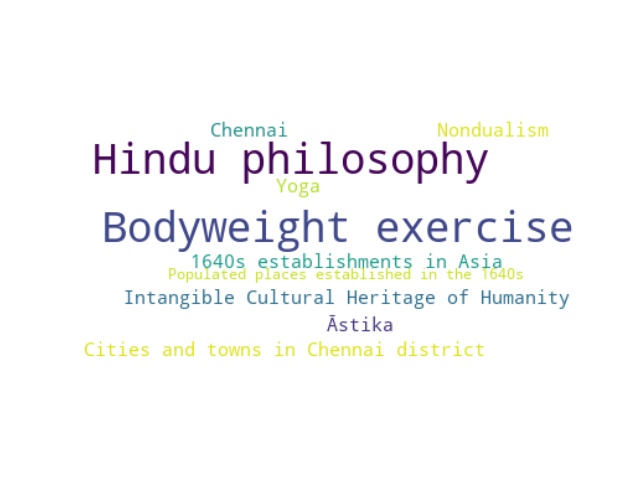 Chennai Nondualism
Hindu philosophy
Yoga
Bodyweight exercise
1640s establishments in Asia
Populated places established in the 1640s
Intangible Cultural Heritage of Humanity
Āstika
Cities and towns in Chennai district